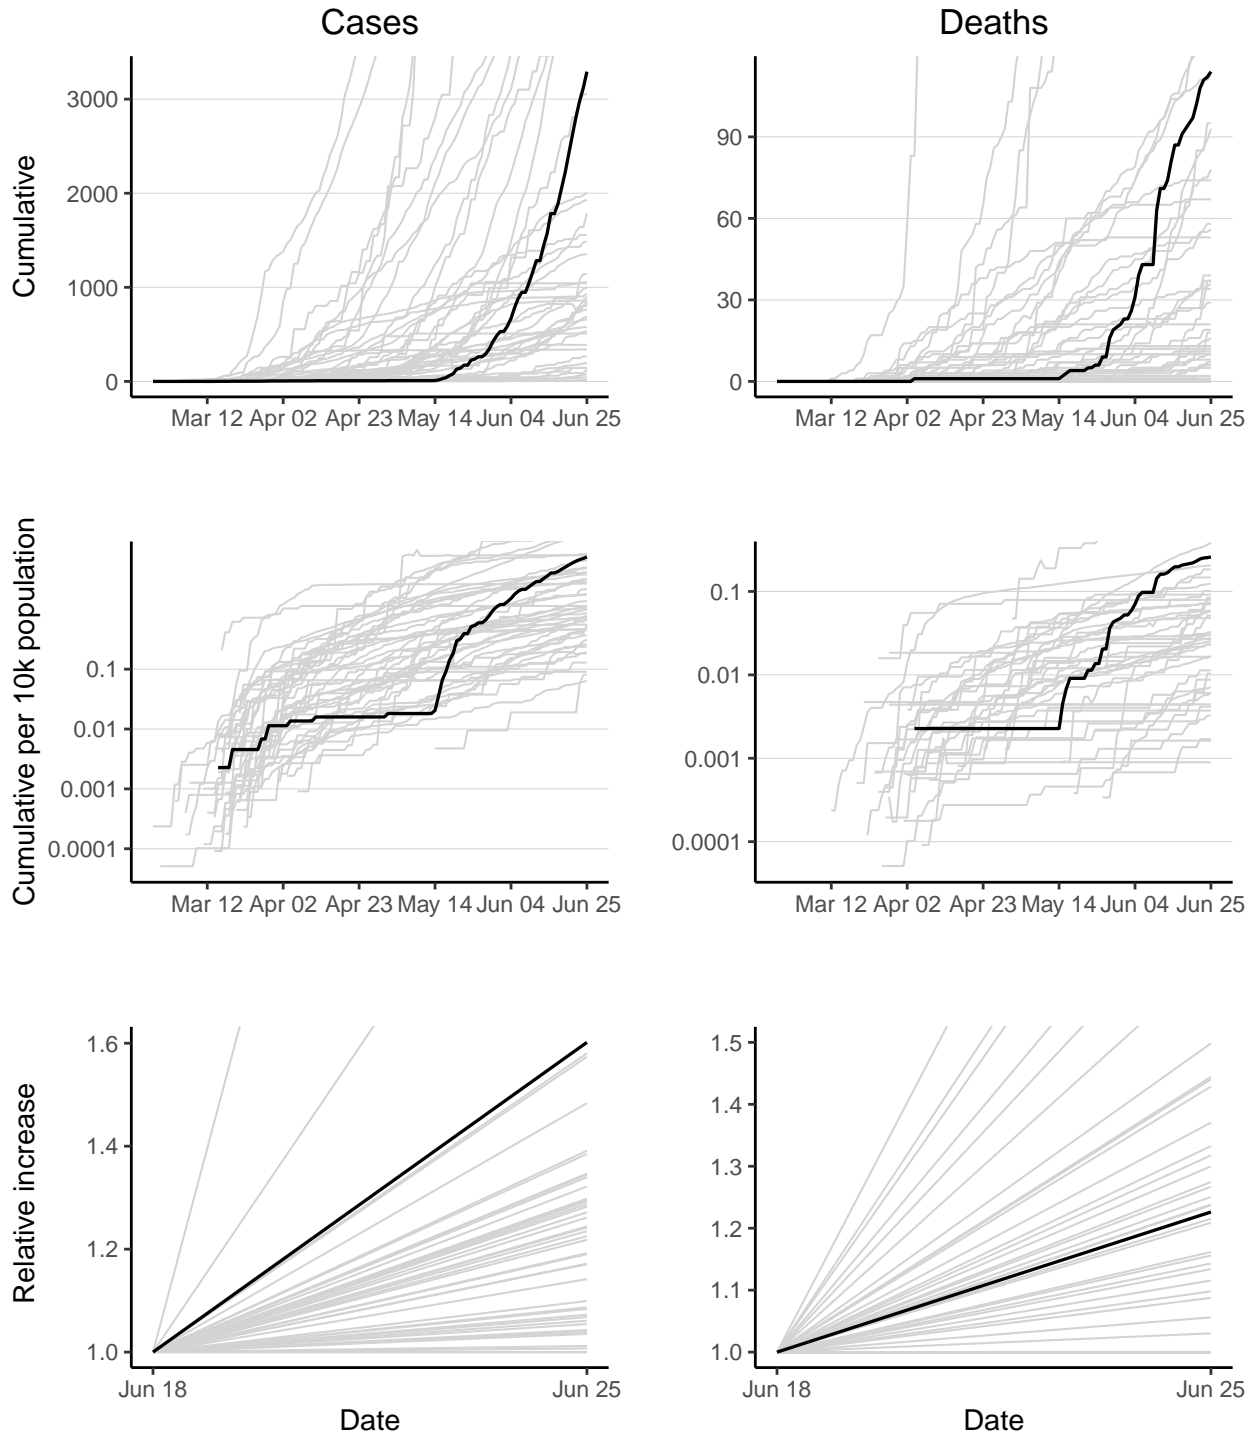 Cases
Deaths
Cumulative
3000
2000
1000
0
Mar 12 Apr 02 Apr 23 May 14 Jun 04 Jun 25
90
60
30
0
Mar 12 Apr 02 Apr 23 May 14 Jun 04 Jun 25
Cumulative per 10k population
0.1
0.01
0.001
0.0001
Mar 12 Apr 02 Apr 23 May 14 Jun 04 Jun 25
0.1
0.01
0.001
0.0001
Mar 12 Apr 02 Apr 23 May 14 Jun 04 Jun 25
Relative increase
1.6
1.4
1.2
1.0
Jun 18 Jun 25
Date
1.5
1.4
1.3
1.2
1.1
1.0
Jun 18 Jun 25
Date